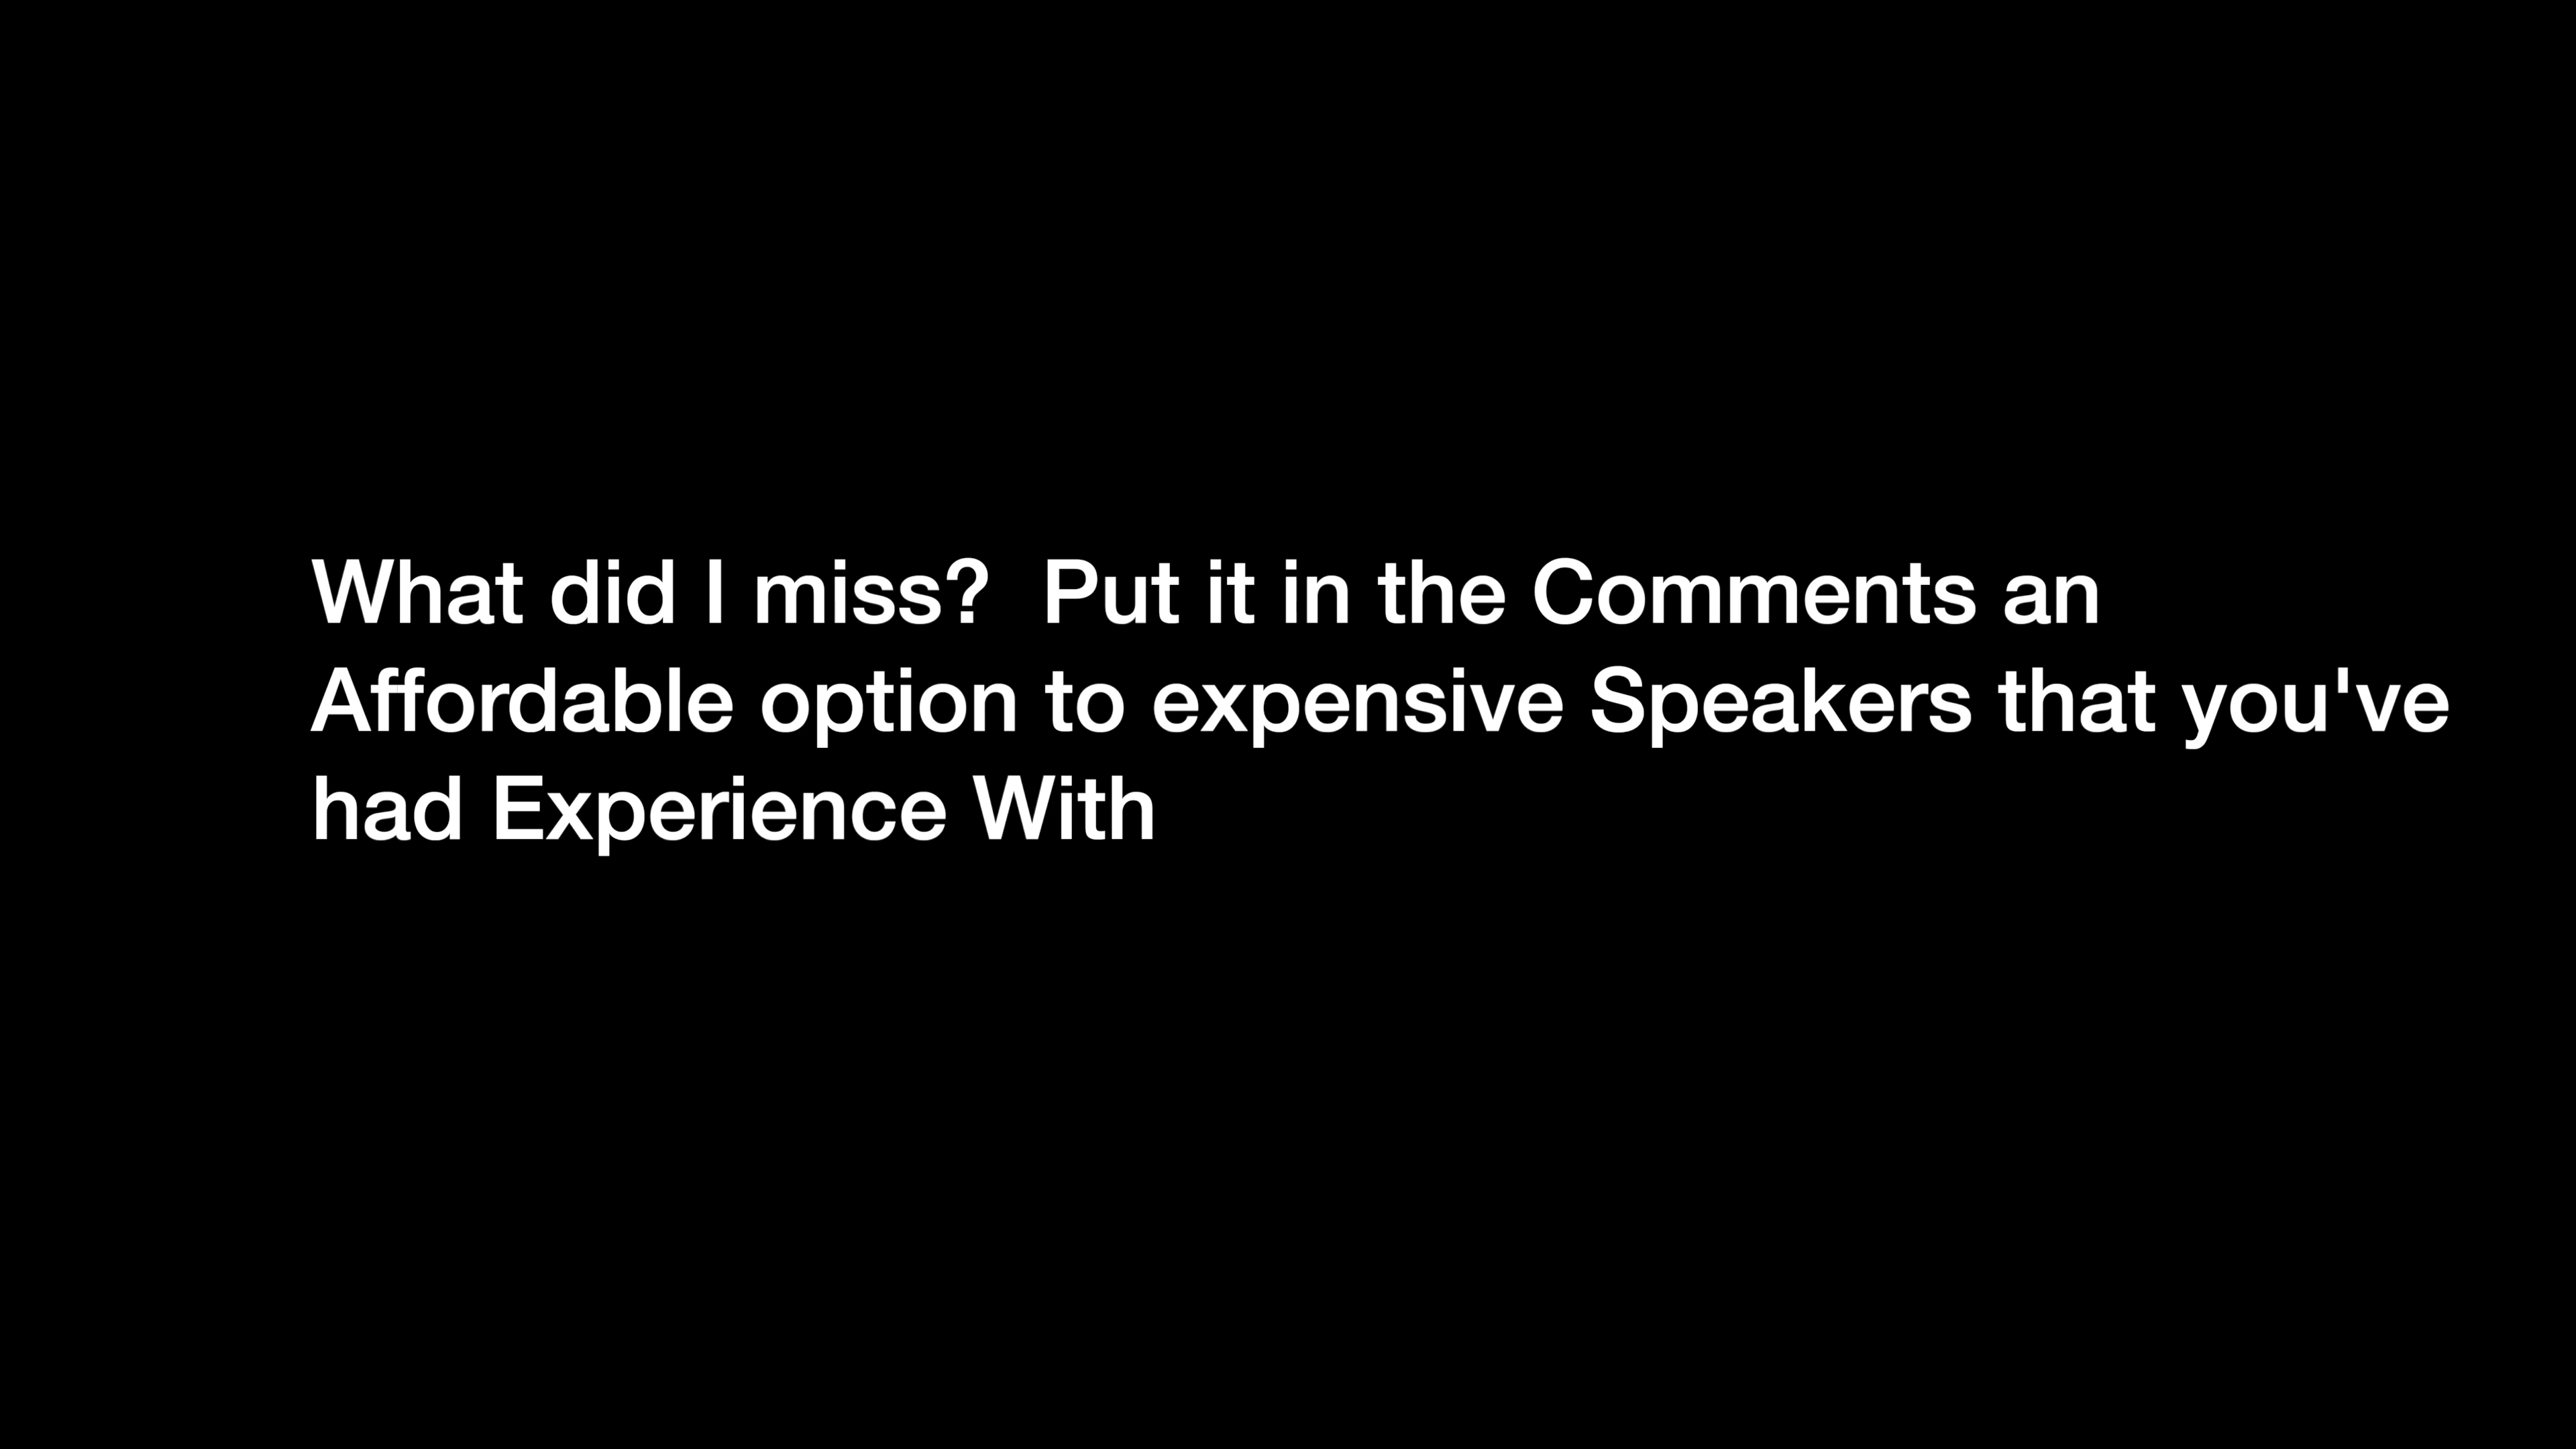 What did I miss?  Put it in the Comments an
Affordable option to expensive Speakers that you've
had Experience With